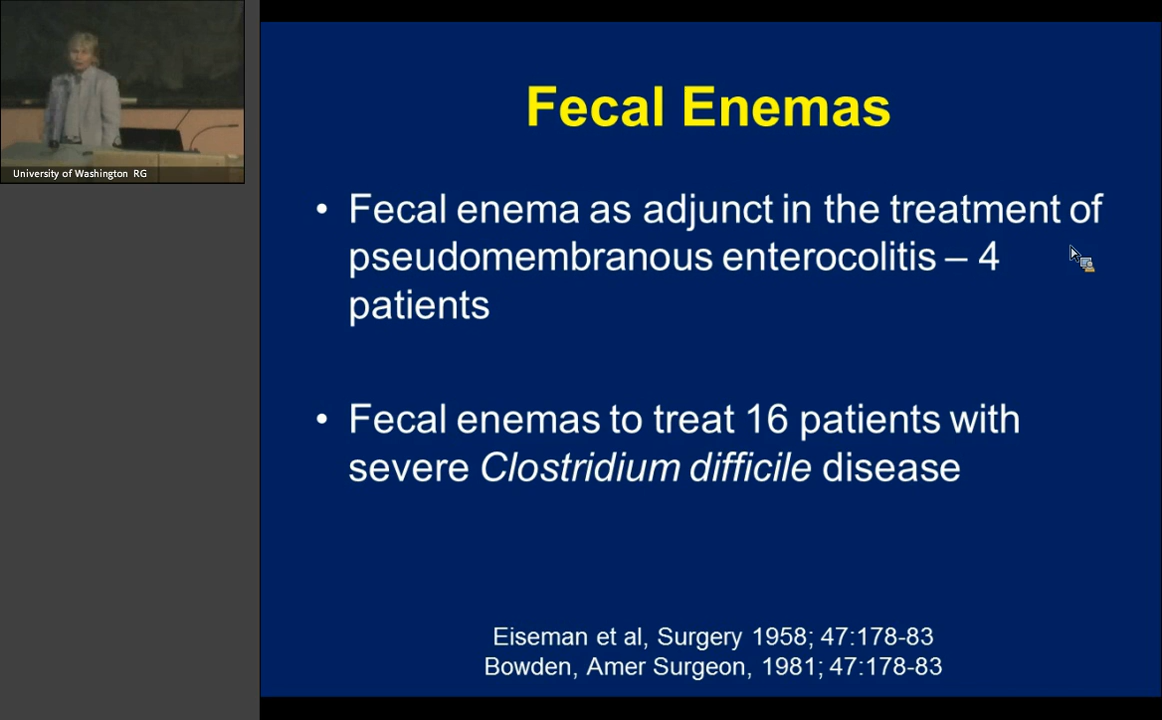 University of Washington RG
Fecal Enemas
• Fecal enema as adjunct in the treatment of
pseudomembranous enterocolitis – 4
patients
• Fecal enemas to treat 16 patients with
severe Clostridium difficile disease
Eiseman et al, Surgery 1958; 47:178-83
Bowden, Amer Surgeon, 1981; 47:178-83